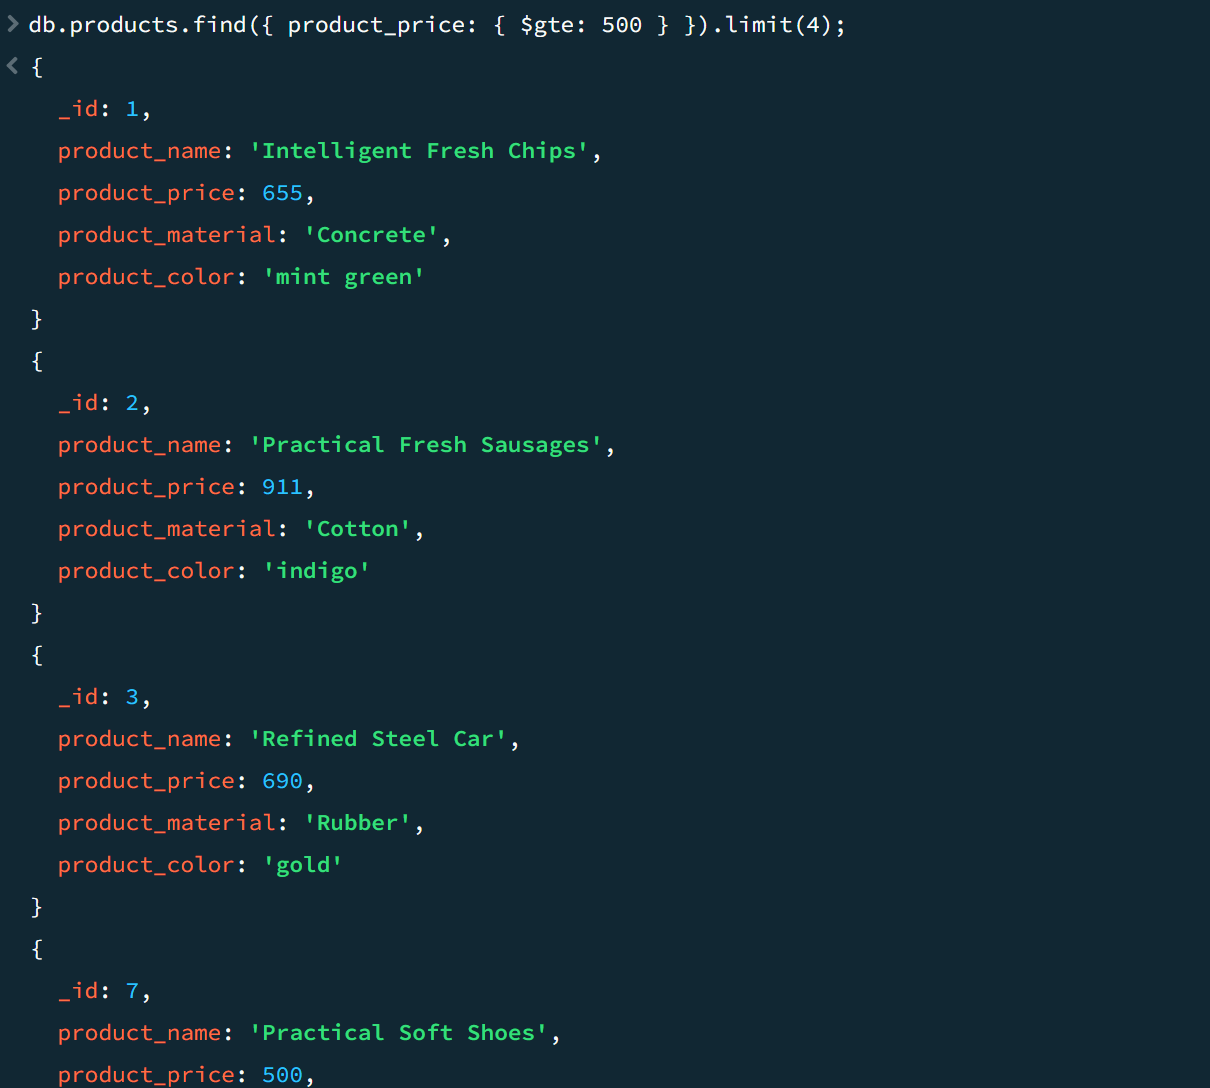 > db.products.find({ product_price: { $gte: 500 } }).limit(4);
< {
_id: 1,
product_name: 'Intelligent Fresh Chips',
product_price: 655,
product_material: 'Concrete',
product_color: 'mint green'
}
{
_id: 2,
product_name: 'Practical Fresh Sausages',
product_price: 911,
product_material: 'Cotton',
product_color: 'indigo'
}
{
_id: 3,
product_name: 'Refined Steel Car',
product_price: 690,
product_material: 'Rubber',
product_color: 'gold'
}
{
_id: 7,
product_name: 'Practical Soft Shoes',
product_price: 500,